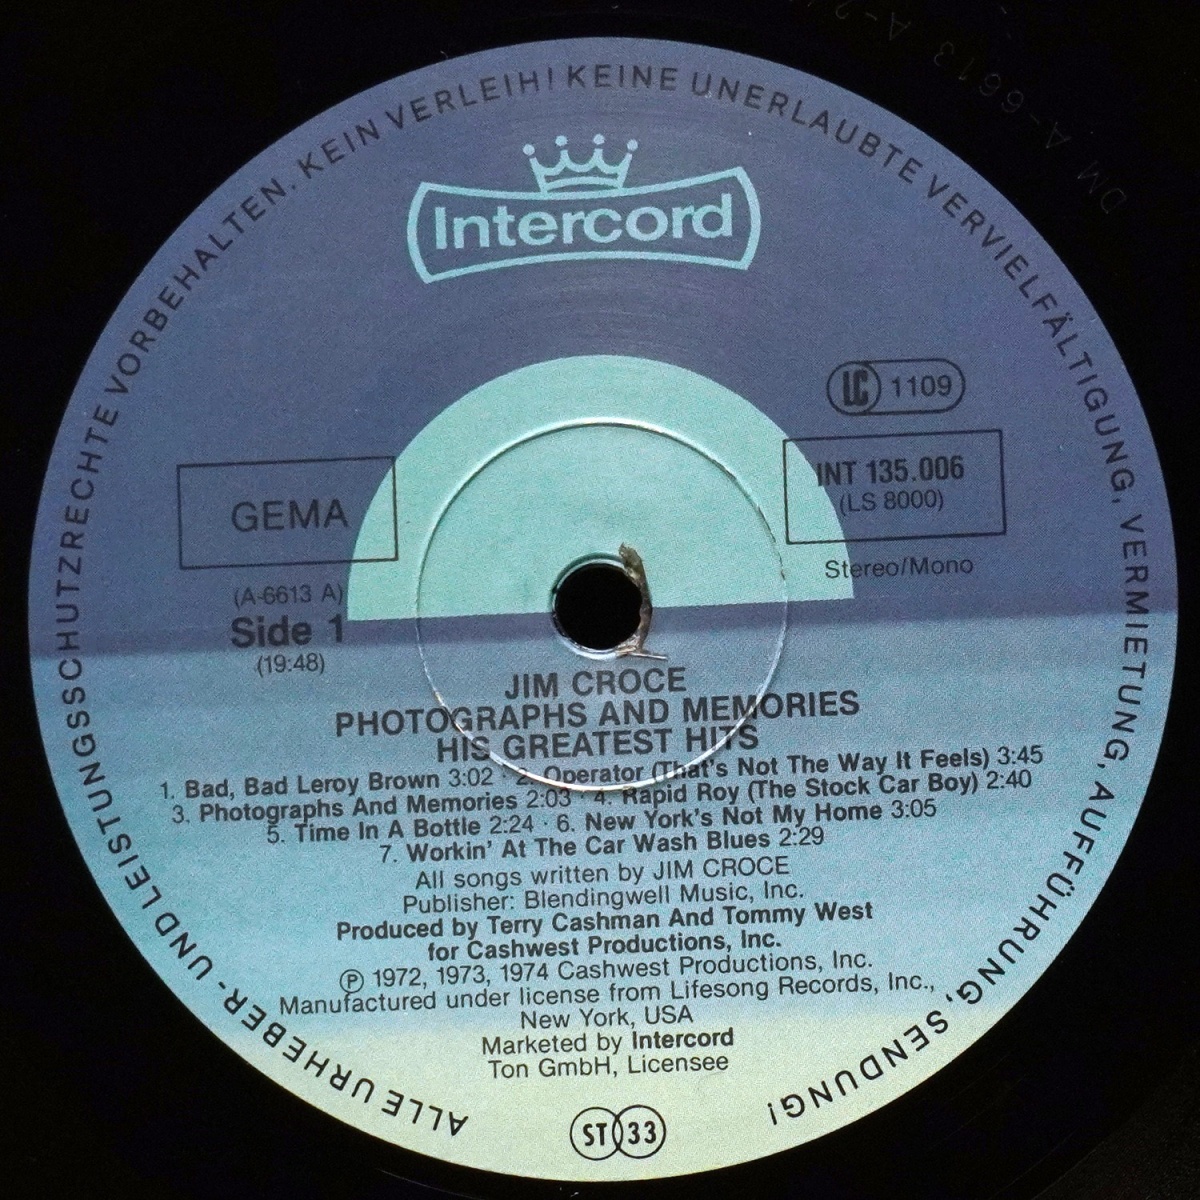 ALLE URHEBER- UND LEISTUNGSSCHUTZRECHTE VORBEHALTEN. KEIN VERLEIH! KEINE UNERLAUBTE VERVIELFÄLTIGUNG, VERMIETUNG, AUFFÜHRUNG, SENDUNG!
Intercord
LC 1109
GEMA
INT 135.006
(LS 8000)
Stereo/Mono
(A-6613 A)
Side 1
(19:48)
JIM CROCE
PHOTOGRAPHS AND MEMORIES
HIS GREATEST HITS
1. Bad, Bad Leroy Brown 3:02 · 2. Operator (That's Not The Way It Feels) 3:45
3. Photographs And Memories 2:03 · 4. Rapid Roy (The Stock Car Boy) 2:40
5. Time In A Bottle 2:24 · 6. New York's Not My Home 3:05
7. Workin' At The Car Wash Blues 2:29
All songs written by JIM CROCE
Publisher: Blendingwell Music, Inc.
Produced by Terry Cashman And Tommy West
for Cashwest Productions, Inc.
℗ 1972, 1973, 1974 Cashwest Productions, Inc.
Manufactured under license from Lifesong Records, Inc.,
New York, USA
Marketed by Intercord
Ton GmbH, Licensee
ST 33
DM A-6613 A-2